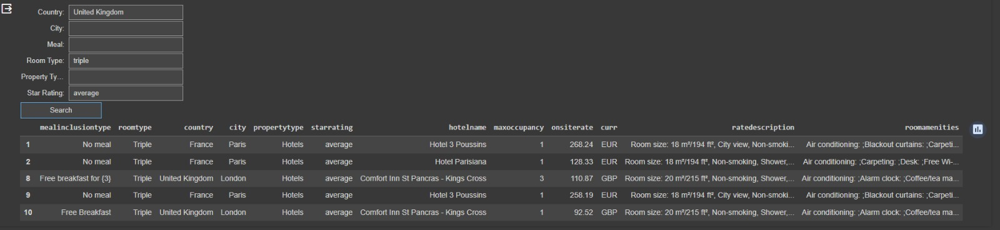 Country: United Kingdom
City:
Meal:
Room Type: triple
Property Ty...
Star Rating: average
Search
mealinclusiontype roomtype country city propertytype starrating hotelname maxoccupancy onsiterate curr ratedescription roomamenities
1 No meal Triple France Paris Hotels average Hotel 3 Poussins 1 268.24 EUR Room size: 18 m²/194 ft², City view, Non-smoki... Air conditioning: ;Blackout curtains: ;Carpeti...
2 No meal Triple France Paris Hotels average Hotel Parisiana 1 128.33 EUR Room size: 18 m²/194 ft², Non-smoking, Shower,... Air conditioning: ;Carpeting: ;Desk: ;Free Wi-...
8 Free breakfast for {3} Triple United Kingdom London Hotels average Comfort Inn St Pancras - Kings Cross 3 110.87 GBP Room size: 20 m²/215 ft², Non-smoking, Shower,... Air conditioning: ;Alarm clock: ;Coffee/tea ma...
9 No meal Triple France Paris Hotels average Hotel 3 Poussins 1 258.19 EUR Room size: 18 m²/194 ft², City view, Non-smoki... Air conditioning: ;Blackout curtains: ;Carpeti...
10 Free Breakfast Triple United Kingdom London Hotels average Comfort Inn St Pancras - Kings Cross 1 92.52 GBP Room size: 20 m²/215 ft², Non-smoking, Shower,... Air conditioning: ;Alarm clock: ;Coffee/tea ma...